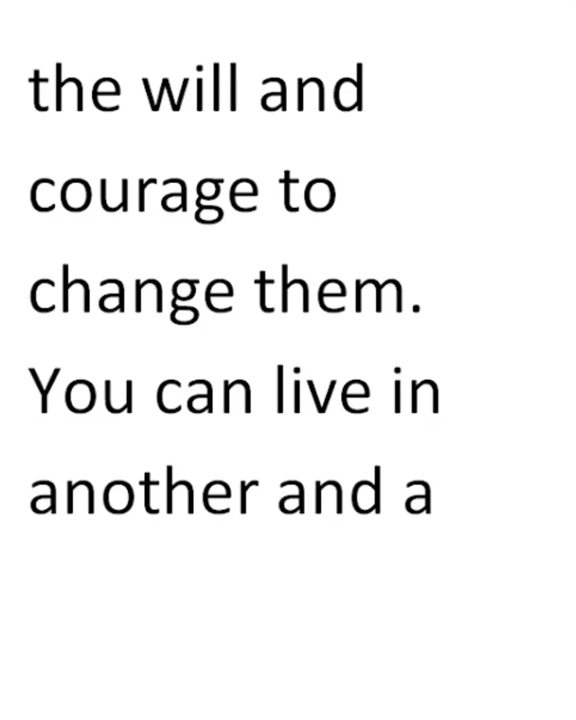 the will and
courage to
change them.
You can live in
another and a